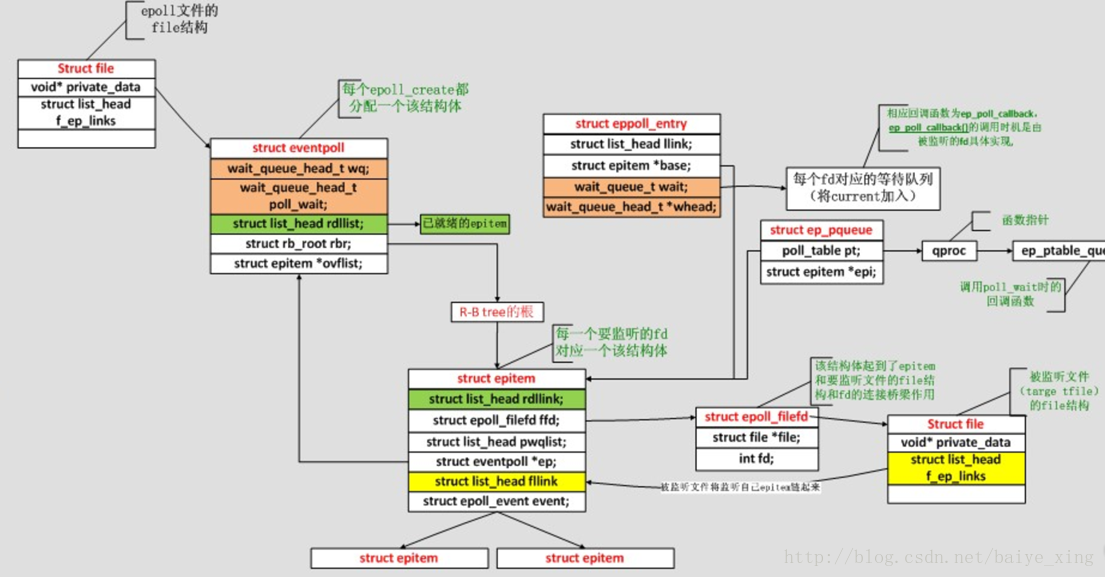 epoll文件的
file结构
Struct file
void* private_data
struct list_head
f_ep_links
每个epoll_create都
分配一个该结构体
struct eventpoll
wait_queue_head_t wq;
wait_queue_head_t
poll_wait;
struct list_head rdllist;
已就绪的epitem
struct rb_root rbr;
struct epitem *ovflist;
struct eppoll_entry
struct list_head llink;
struct epitem *base;
wait_queue_t wait;
wait_queue_head_t *whead;
相应回调函数为ep_poll_callback，
ep_poll_callback()的调用时机是由
被监听的fd具体实现，
每个fd对应的等待队列
（将current加入）
struct ep_pqueue
poll_table pt;
struct epitem *epi;
qproc
函数指针
ep_ptable_qu
调用poll_wait时的
回调函数
R-B tree的根
每一个要监听的fd
对应一个该结构体
struct epitem
struct list_head rdllink;
struct epoll_filefd ffd;
struct list_head pwqlist;
struct eventpoll *ep;
struct list_head fllink
struct epoll_event event;
该结构体起到了epitem
和要监听文件的file结
构和fd的连接桥梁作用
struct epoll_filefd
struct file *file;
int fd;
被监听文件
（targe tfile）
的file结构
Struct file
void* private_data
struct list_head
f_ep_links
被监听文件将监听自己epitem链起来
struct epitem
struct epitem
http://blog.csdn.net/baiye_xing